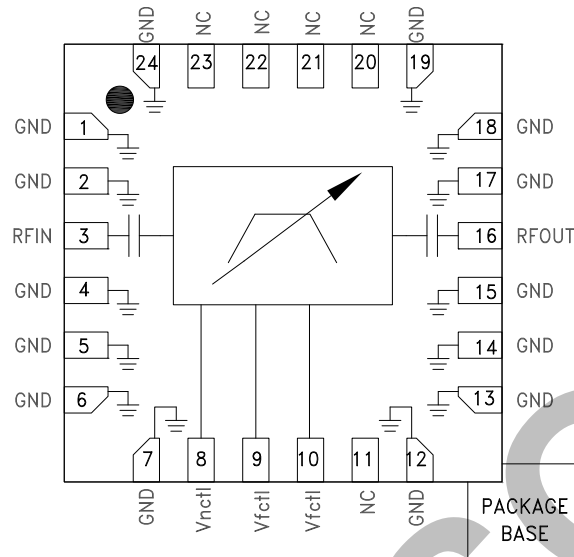 GND NC NC NC NC GND
24 23 22 21 20 19
GND 1 18 GND
GND 2 17 GND
RFIN 3 16 RFOUT
GND 4 15 GND
GND 5 14 GND
GND 6 13 GND
7 8 9 10 11 12
GND Vnctl Vfctl Vfctl NC GND
PACKAGE
BASE